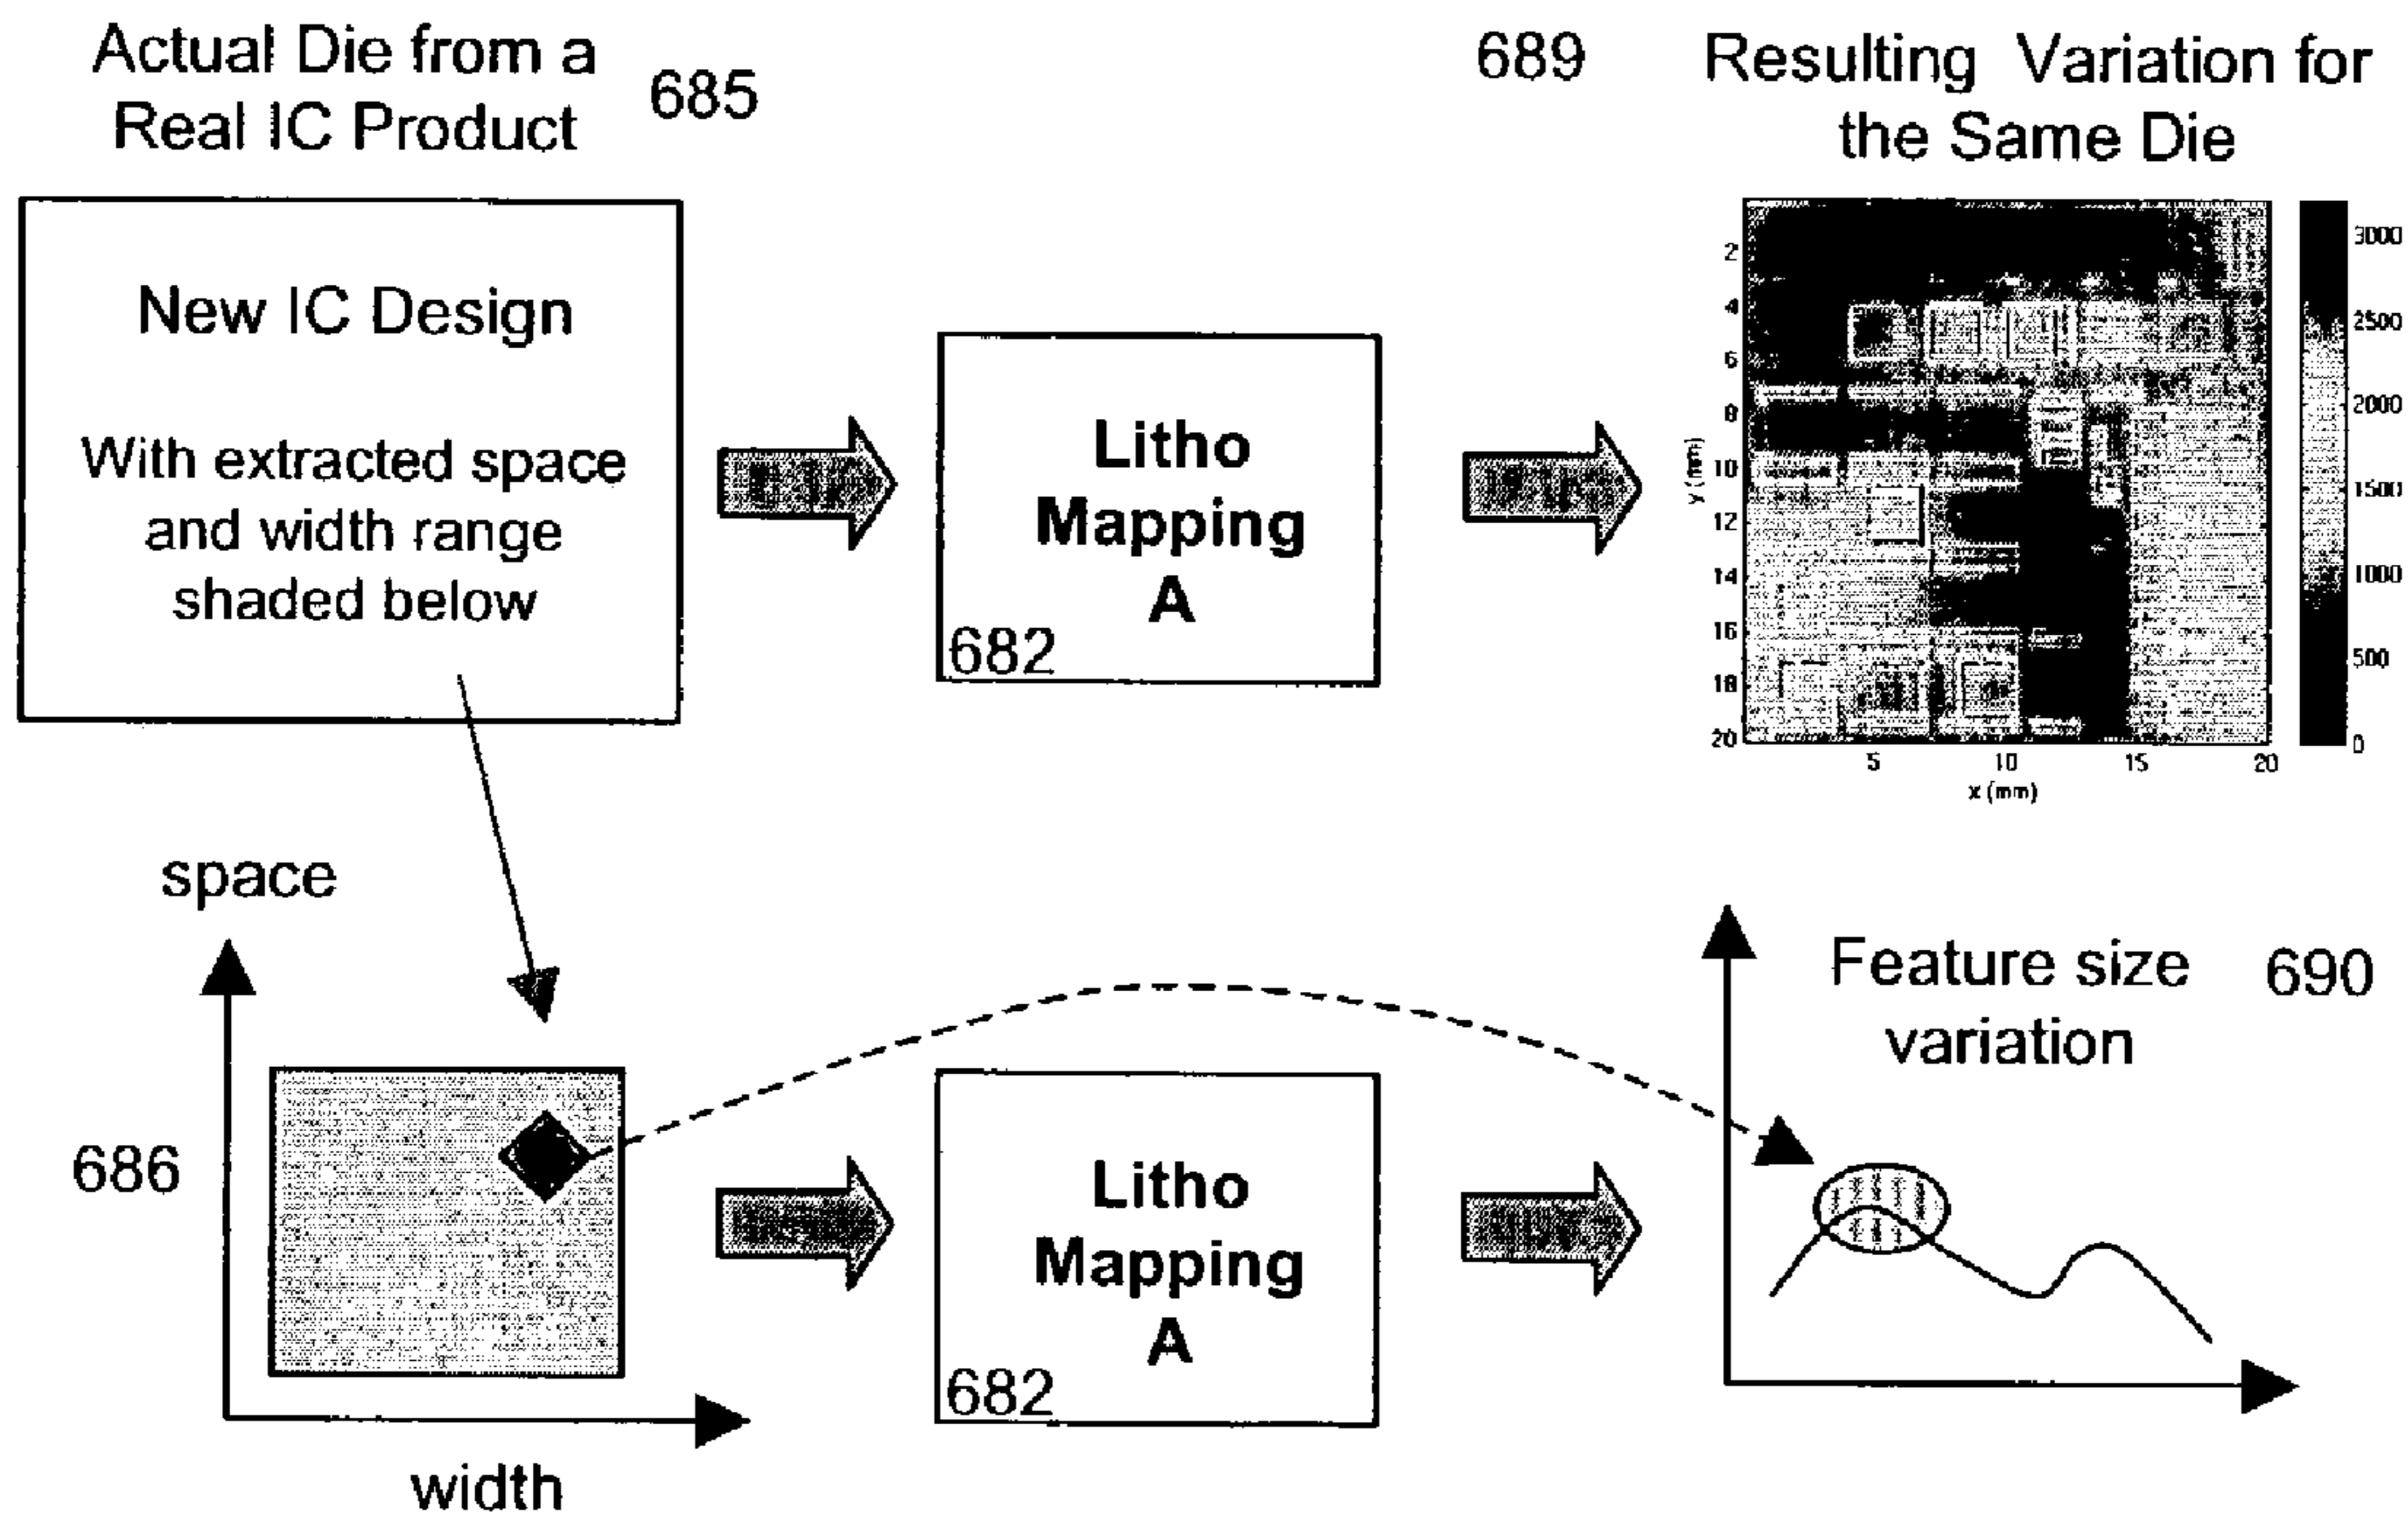 Actual Die from a
Real IC Product
685
689
Resulting Variation for
the Same Die
New IC Design
With extracted space
and width range
shaded below
Litho
Mapping
A
682
2
4
6
8
10
12
14
16
18
20
y (mm)
5
10
15
20
x (mm)
3000
2500
2000
1500
1000
500
0
space
686
width
Litho
Mapping
A
682
Feature size
variation
690